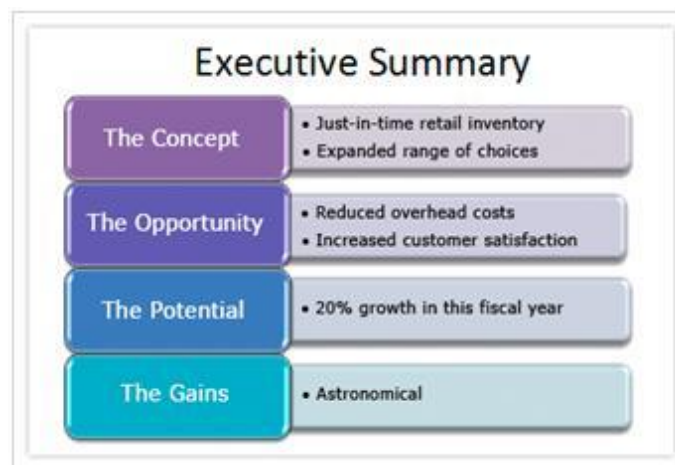 Executive Summary
The Concept
• Just-in-time retail inventory
• Expanded range of choices
The Opportunity
• Reduced overhead costs
• Increased customer satisfaction
The Potential
• 20% growth in this fiscal year
The Gains
• Astronomical